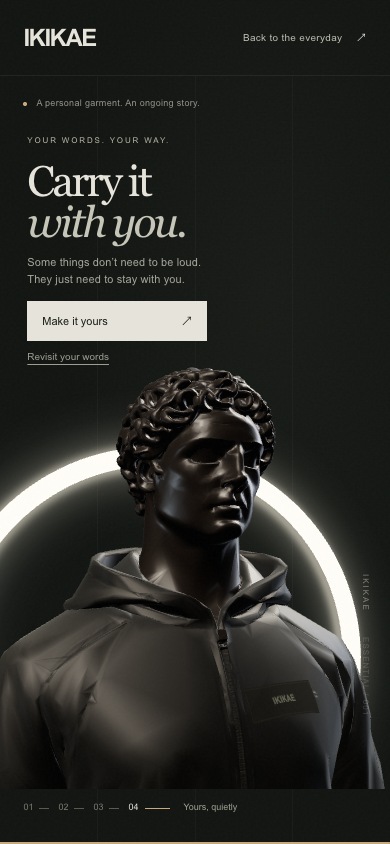 IKIKAE
Back to the everyday ↗
A personal garment. An ongoing story.
YOUR WORDS. YOUR WAY.
Carry it
with you.
Some things don't need to be loud.
They just need to stay with you.
Make it yours ↗
Revisit your words
IKIKAE
IKIKAE
01 — 02 — 03 — 04 — Yours, quietly